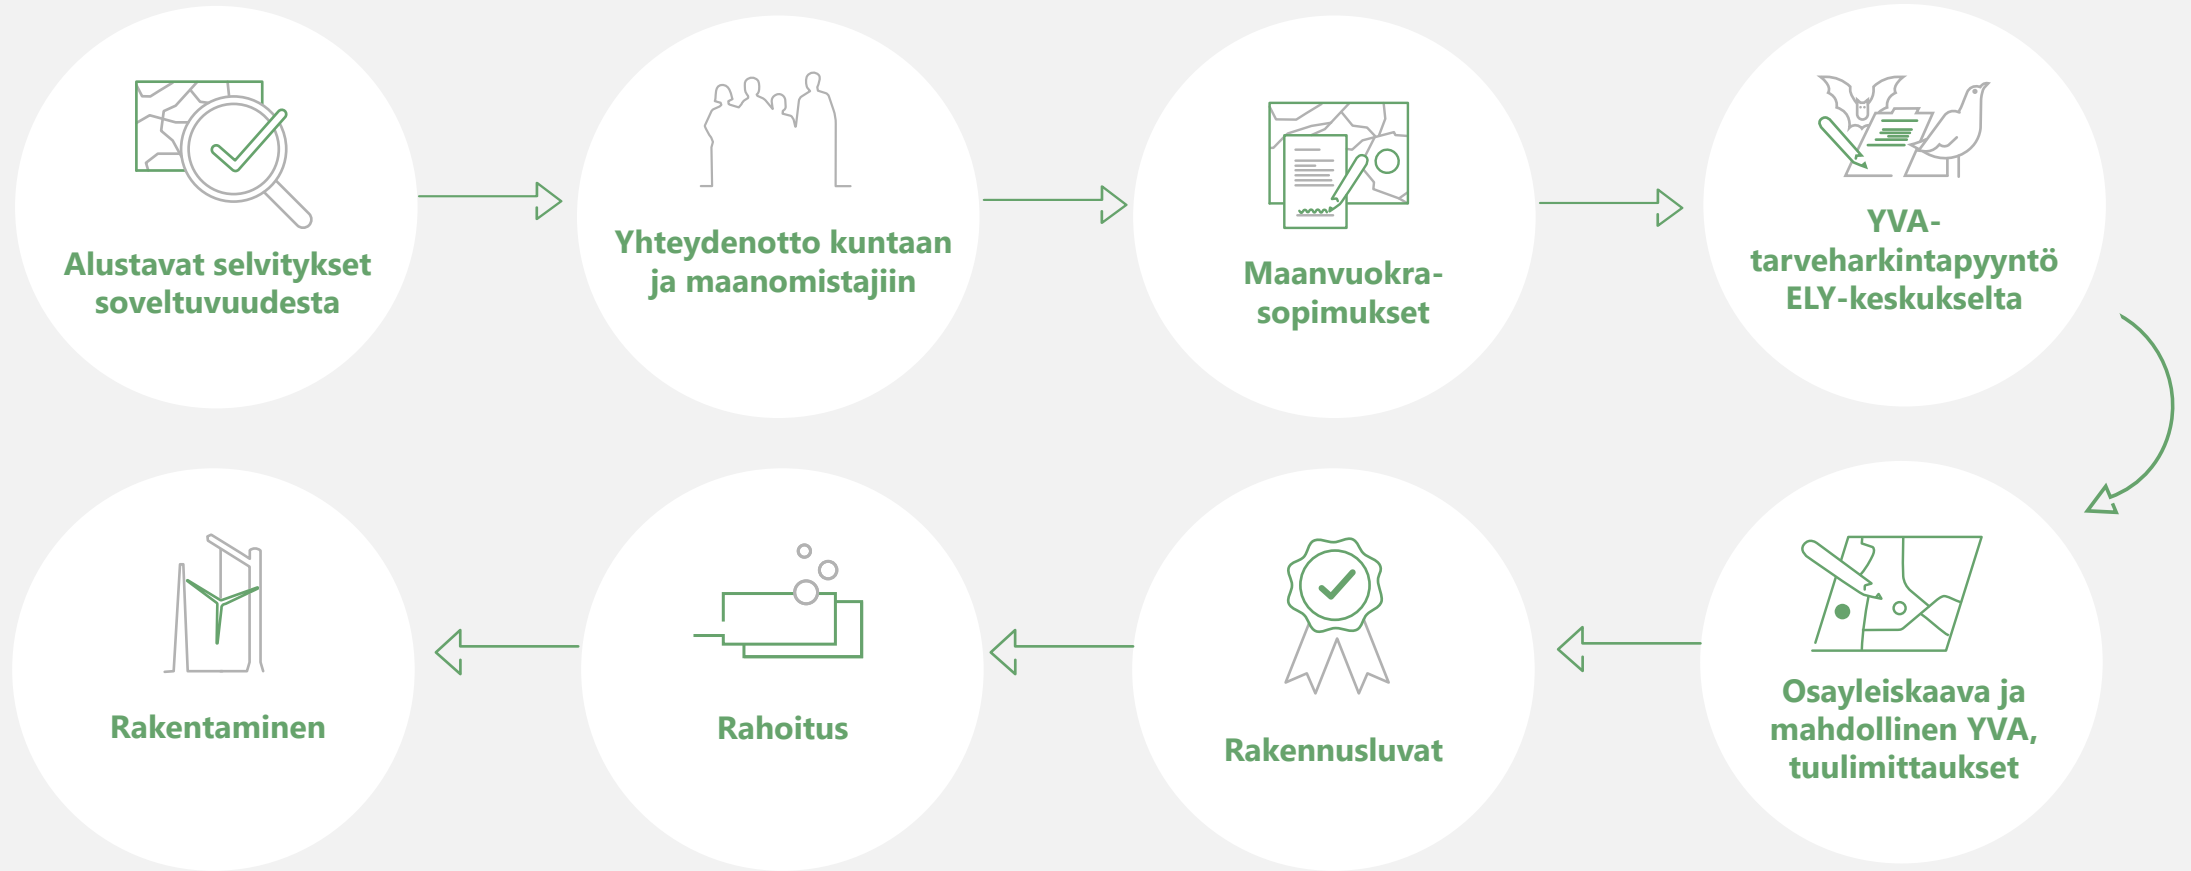 Alustavat selvitykset
soveltuvuudesta
Yhteydenotto kuntaan
ja maanomistajiin
Maanvuokra-
sopimukset
YVA-
tarveharkintapyyntö
ELY-keskukselta
Osayleiskaava ja
mahdollinen YVA,
tuulimittaukset
Rakennusluvat
Rahoitus
Rakentaminen